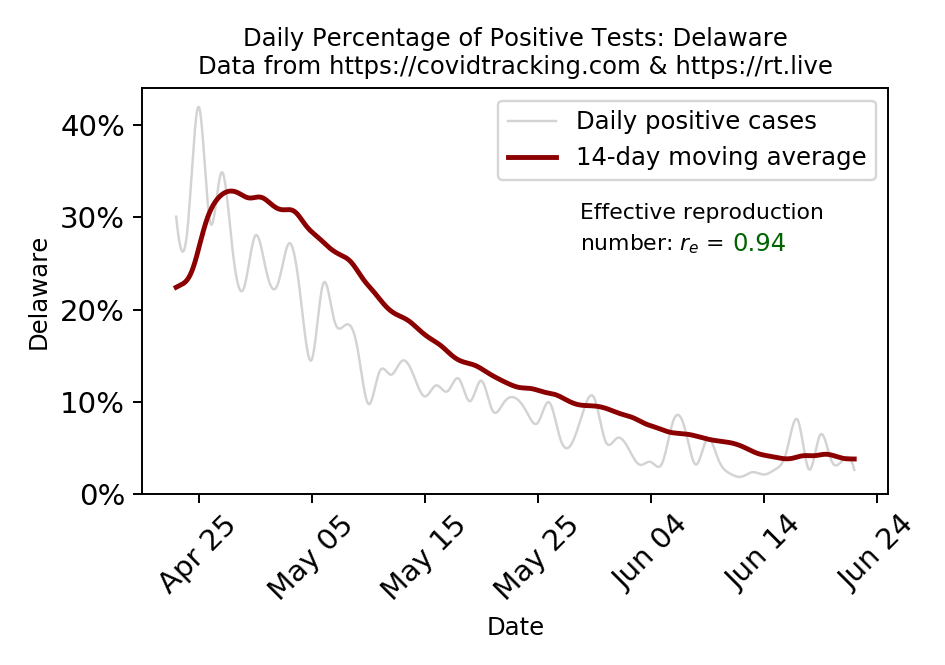 Daily Percentage of Positive Tests: Delaware
Data from https://covidtracking.com & https://rt.live
Daily positive cases
14-day moving average
Effective reproduction
number: rₑ = 0.94
Delaware
40%
30%
20%
10%
0%
Apr 25
May 05
May 15
May 25
Jun 04
Jun 14
Jun 24
Date